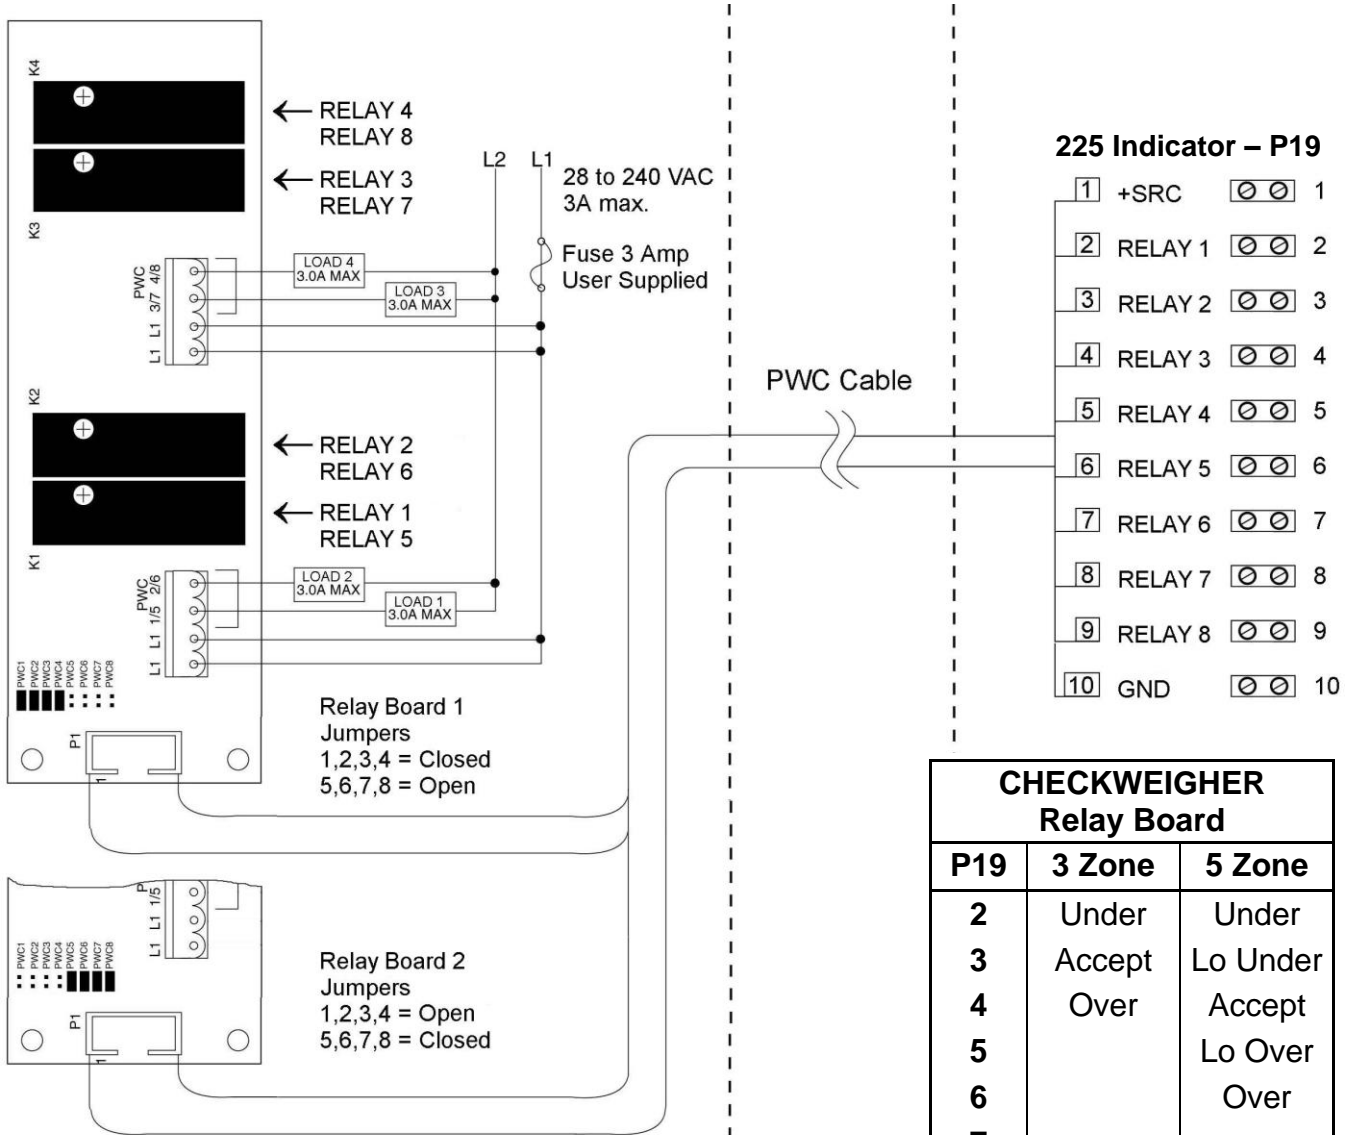 K4
RELAY 4
RELAY 8
RELAY 3
RELAY 7
K3
L2 L1
28 to 240 VAC
3A max.
Fuse 3 Amp
User Supplied
LOAD 4
3.0A MAX
LOAD 3
3.0A MAX
PWC
L1 L1 3/7 4/8
K2
RELAY 2
RELAY 6
RELAY 1
RELAY 5
K1
LOAD 2
3.0A MAX
LOAD 1
3.0A MAX
PWC
L1 L1 1/5 2/6
PWC1
PWC2
PWC3
PWC4
PWC5
PWC6
PWC7
PWC8
P1
1
Relay Board 1
Jumpers
1,2,3,4 = Closed
5,6,7,8 = Open
L1 L1 1/5
PWC1
PWC2
PWC3
PWC4
PWC5
PWC6
PWC7
PWC8
P1
1
Relay Board 2
Jumpers
1,2,3,4 = Open
5,6,7,8 = Closed
PWC Cable
225 Indicator – P19
1 +SRC 1
2 RELAY 1 2
3 RELAY 2 3
4 RELAY 3 4
5 RELAY 4 5
6 RELAY 5 6
7 RELAY 6 7
8 RELAY 7 8
9 RELAY 8 9
10 GND 10
CHECKWEIGHER
Relay Board
P19 3 Zone 5 Zone
2 Under Under
3 Accept Lo Under
4 Over Accept
5 Lo Over
6 Over